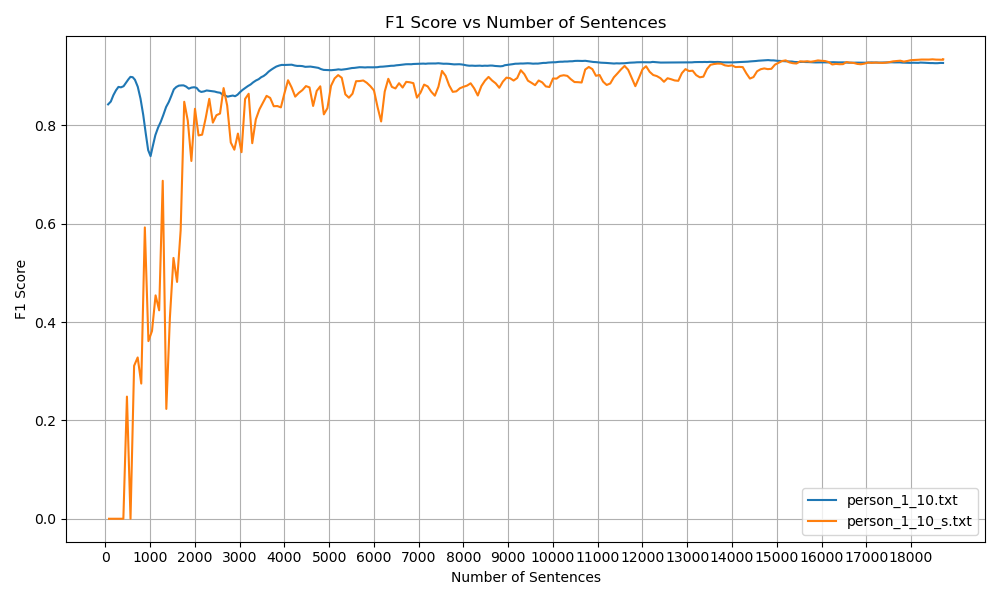 F1 Score vs Number of Sentences
F1 Score
0.8
0.6
0.4
0.2
0.0
person_1_10.txt
person_1_10_s.txt
0 1000 2000 3000 4000 5000 6000 7000 8000 9000 10000 11000 12000 13000 14000 15000 16000 17000 18000
Number of Sentences